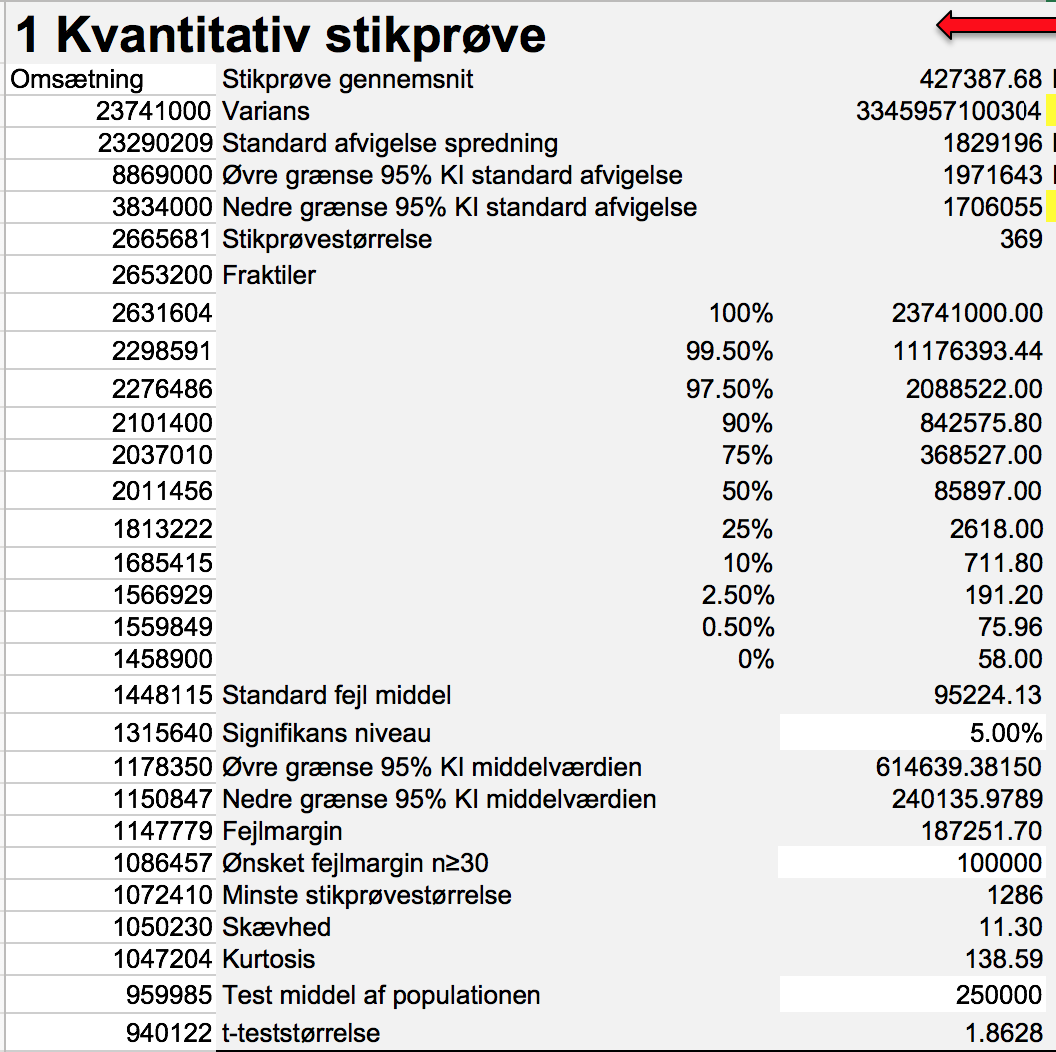 1 Kvantitativ stikprøve
Omsætning Stikprøve gennemsnit 427387.68
23741000 Varians 3345957100304
23290209 Standard afvigelse spredning 1829196
8869000 Øvre grænse 95% KI standard afvigelse 1971643
3834000 Nedre grænse 95% KI standard afvigelse 1706055
2665681 Stikprøvestørrelse 369
2653200 Fraktiler
2631604 100% 23741000.00
2298591 99.50% 11176393.44
2276486 97.50% 2088522.00
2101400 90% 842575.80
2037010 75% 368527.00
2011456 50% 85897.00
1813222 25% 2618.00
1685415 10% 711.80
1566929 2.50% 191.20
1559849 0.50% 75.96
1458900 0% 58.00
1448115 Standard fejl middel 95224.13
1315640 Signifikans niveau 5.00%
1178350 Øvre grænse 95% KI middelværdien 614639.38150
1150847 Nedre grænse 95% KI middelværdien 240135.9789
1147779 Fejlmargin 187251.70
1086457 Ønsket fejlmargin n≥30 100000
1072410 Minste stikprøvestørrelse 1286
1050230 Skævhed 11.30
1047204 Kurtosis 138.59
959985 Test middel af populationen 250000
940122 t-teststørrelse 1.8628